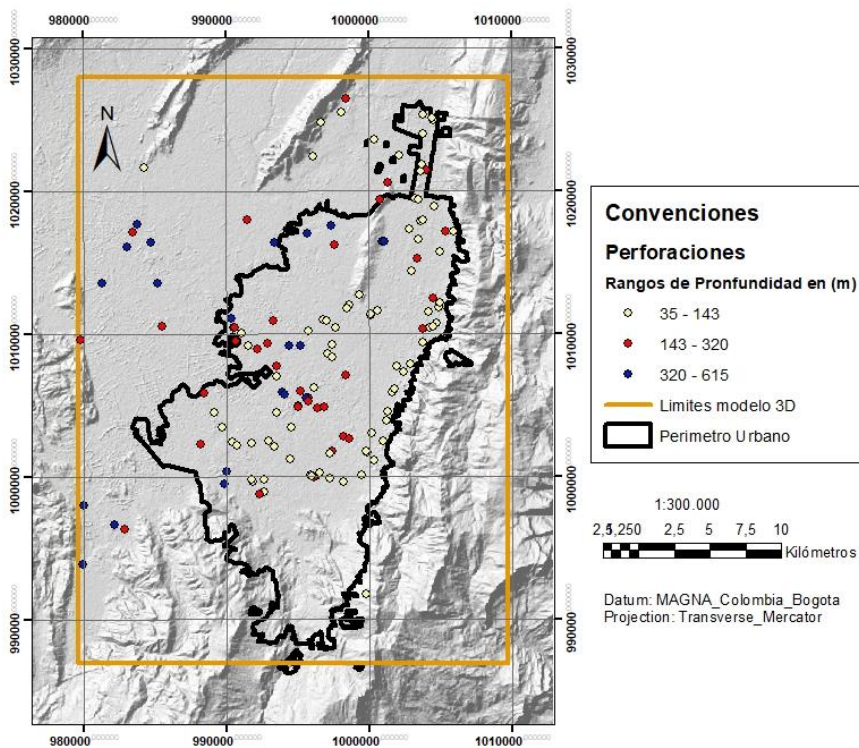 980000 990000 1000000 1010000
1030000 1030000
N
1020000 1020000
1010000 1010000
1000000 1000000
990000 990000
980000 990000 1000000 1010000
Convenciones
Perforaciones
Rangos de Pronfundidad en (m)
35 - 143
143 - 320
320 - 615
Limites modelo 3D
Perimetro Urbano
1:300.000
2,5 1,25 0 2,5 5 7,5 10
Kilómetros
Datum: MAGNA_Colombia_Bogota
Projection: Transverse_Mercator